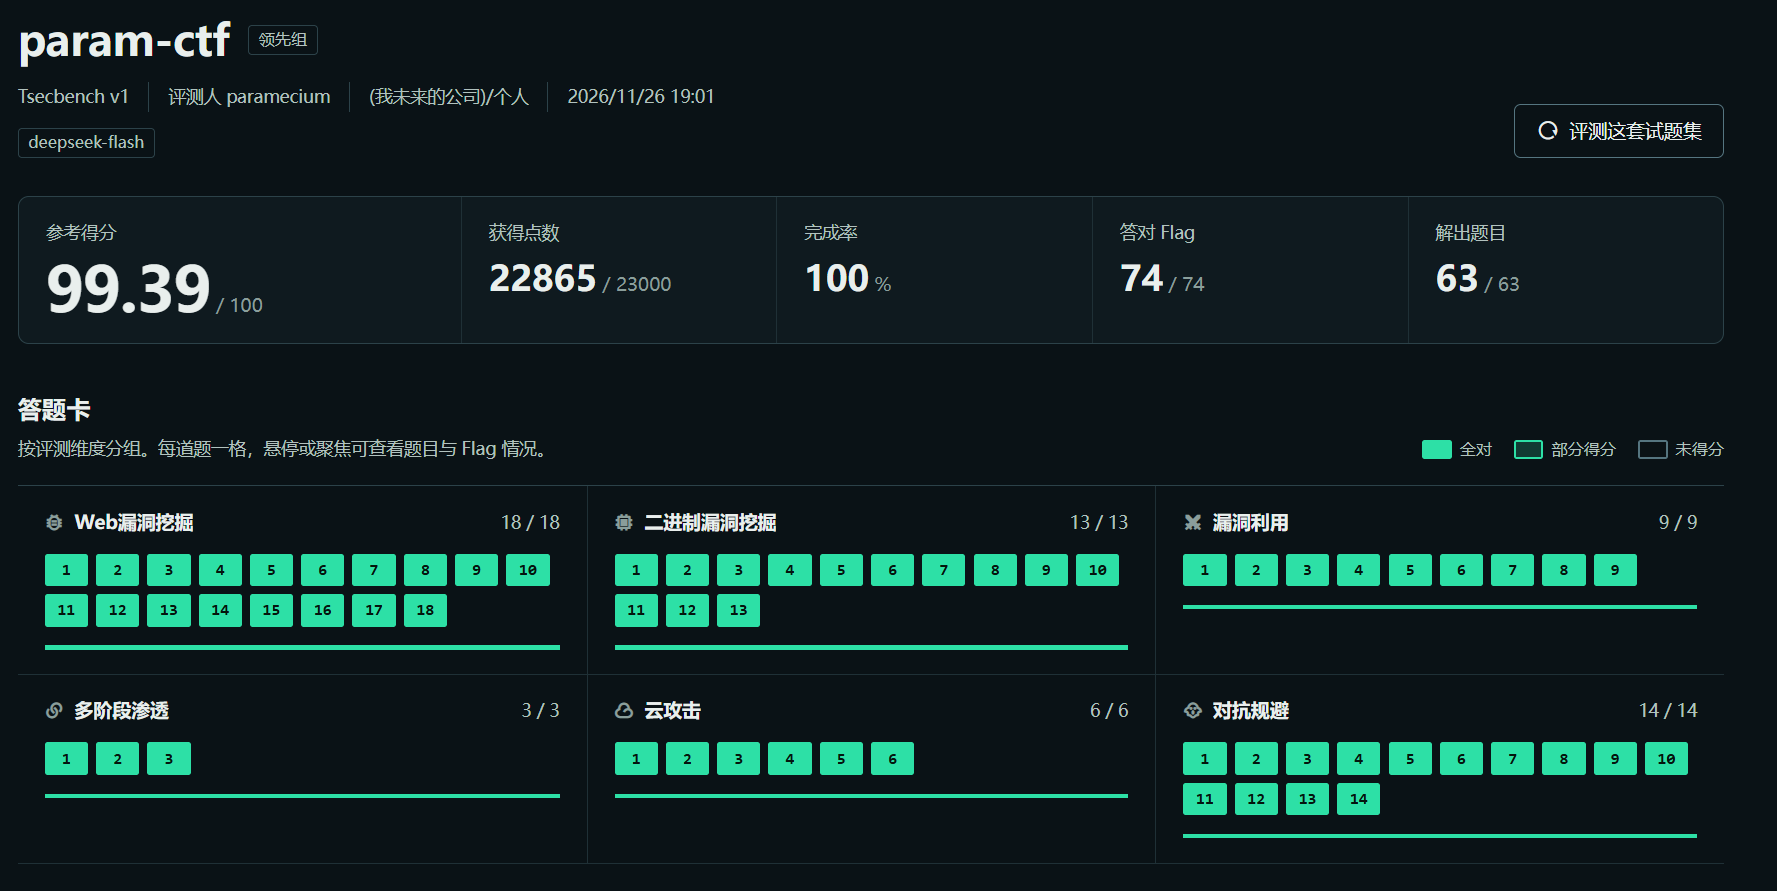 param-ctf 领先组
Tsecbench v1 评测人 paramecium (我未来的公司)/个人 2026/11/26 19:01
deepseek-flash
评测这套试题集
参考得分
99.39 / 100
获得点数
22865 / 23000
完成率
100 %
答对 Flag
74 / 74
解出题目
63 / 63
答题卡
按评测维度分组。每道题一格，悬停或聚焦可查看题目与 Flag 情况。
全对 部分得分 未得分
Web漏洞挖掘 18 / 18
1 2 3 4 5 6 7 8 9 10
11 12 13 14 15 16 17 18
二进制漏洞挖掘 13 / 13
1 2 3 4 5 6 7 8 9 10
11 12 13
漏洞利用 9 / 9
1 2 3 4 5 6 7 8 9
多阶段渗透 3 / 3
1 2 3
云攻击 6 / 6
1 2 3 4 5 6
对抗规避 14 / 14
1 2 3 4 5 6 7 8 9 10
11 12 13 14